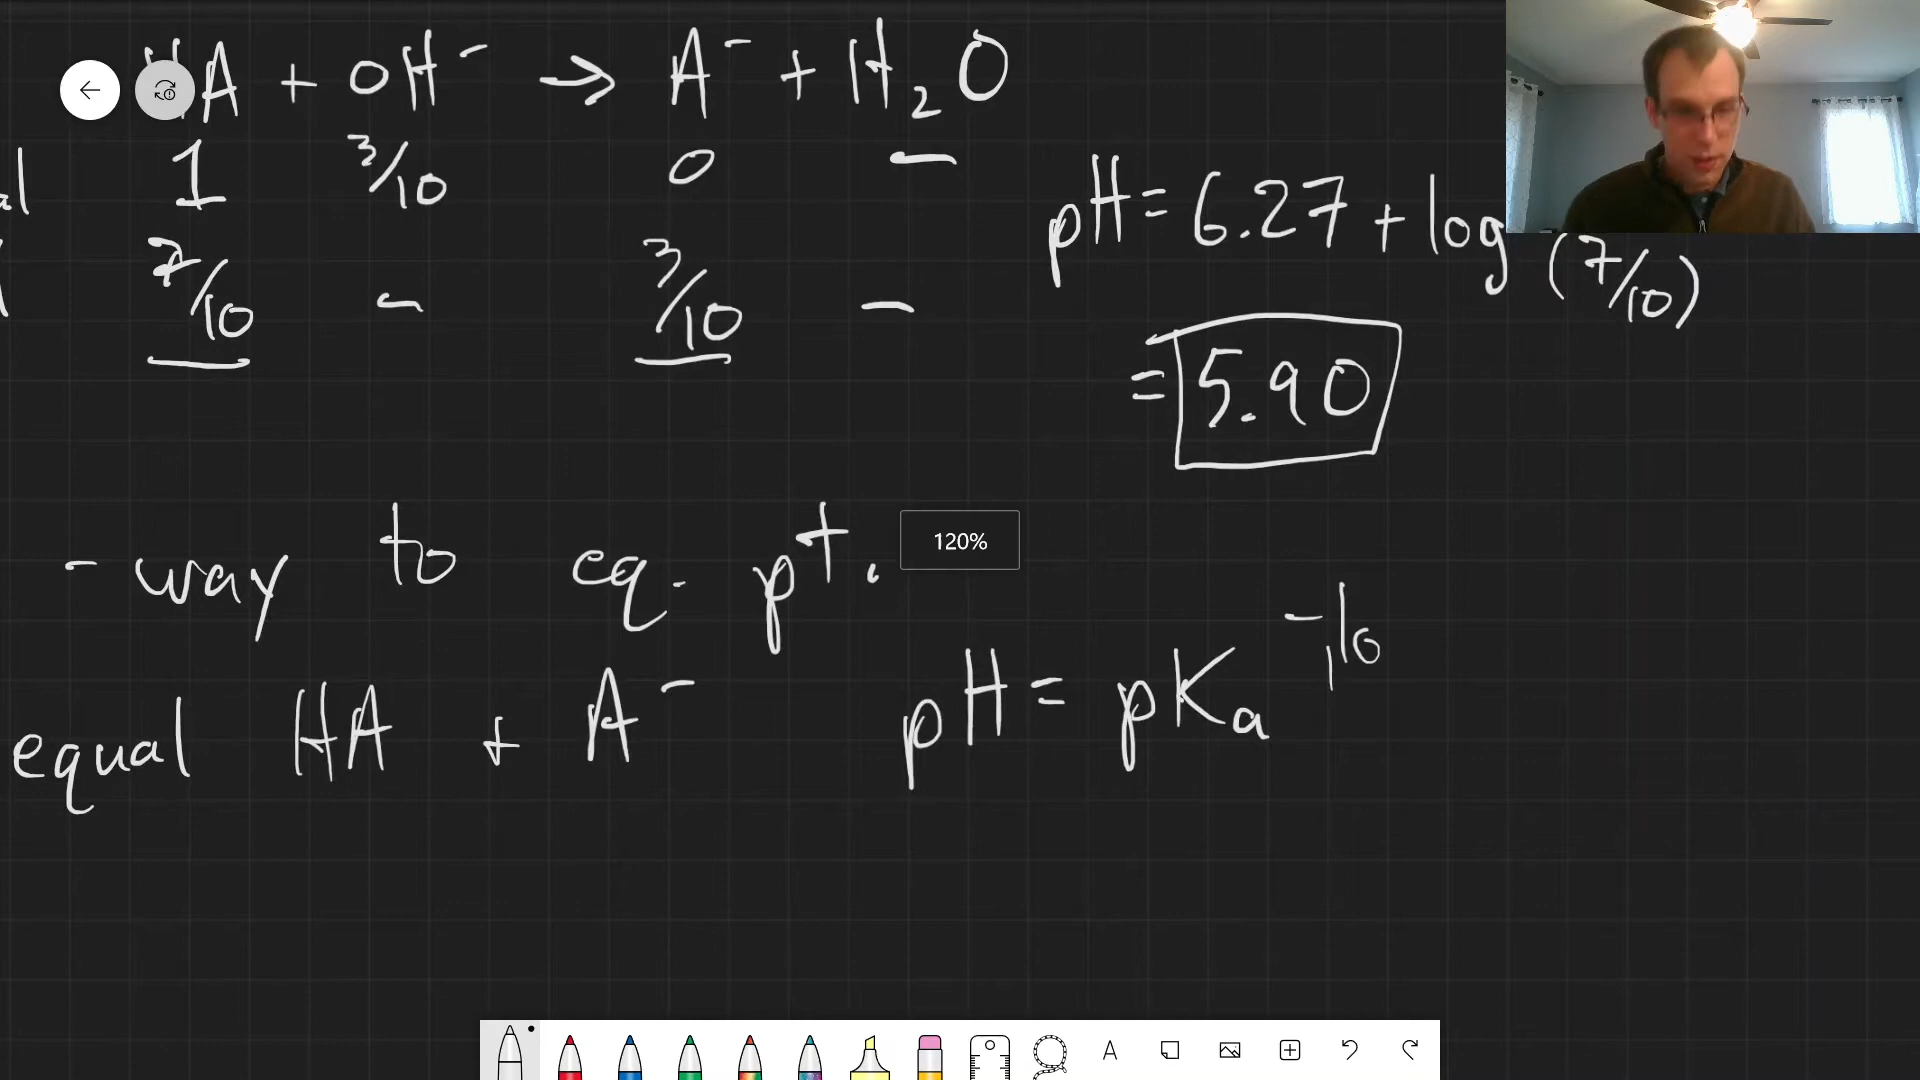 HA + OH⁻ → A⁻ + H₂O
1 3/10 0 –
pH = 6.27 + log (7/10)
7/10 – 3/10 –
= 5.90
- way to eq. pt.
120%
equal HA + A⁻ pH = pKa
A